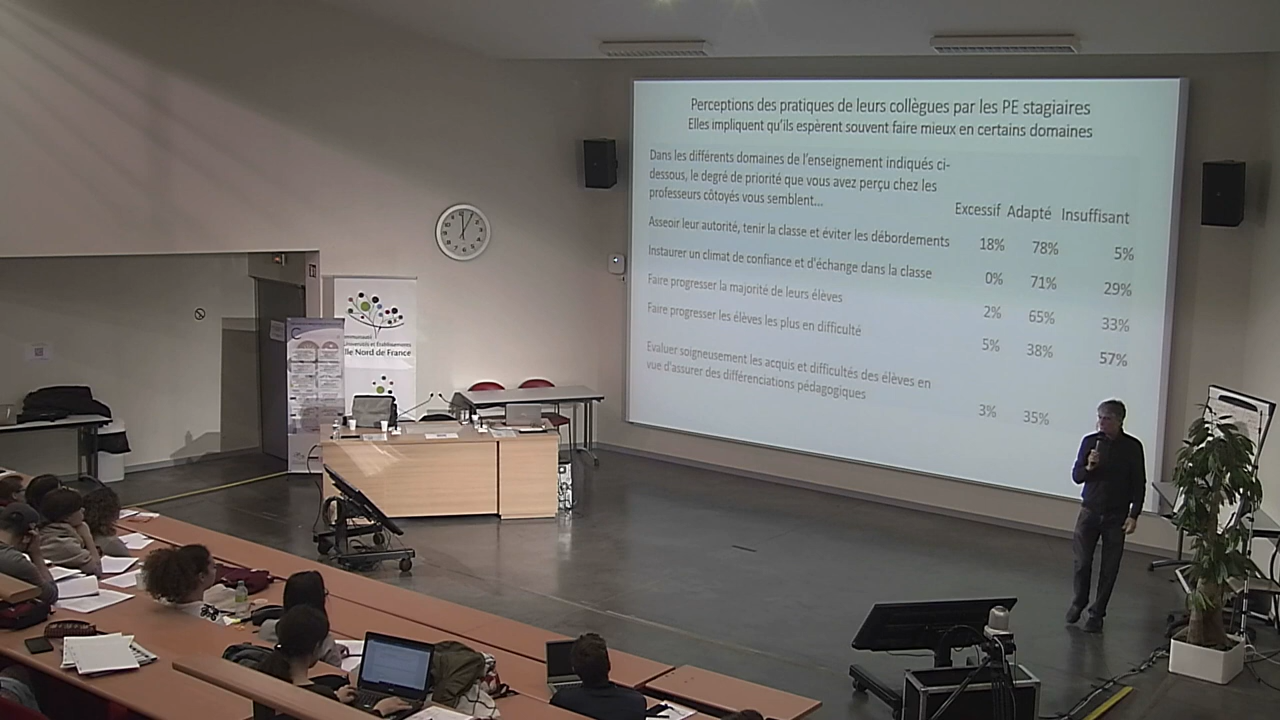 Perceptions des pratiques de leurs collègues par les PE stagiaires
Elles impliquent qu'ils espèrent souvent faire mieux en certains domaines
Dans les différents domaines de l'enseignement indiqués ci-
dessous, le degré de priorité que vous avez perçu chez les
professeurs côtoyés vous semblent...
Excessif Adapté Insuffisant
Asseoir leur autorité, tenir la classe et éviter les débordements 18% 78% 5%
Instaurer un climat de confiance et d'échange dans la classe 0% 71% 29%
Faire progresser la majorité de leurs élèves 2% 65% 33%
Faire progresser les élèves les plus en difficulté 5% 38% 57%
Evaluer soigneusement les acquis et difficultés des élèves en
vue d'assurer des différenciations pédagogiques 3% 35%
lle Nord de France